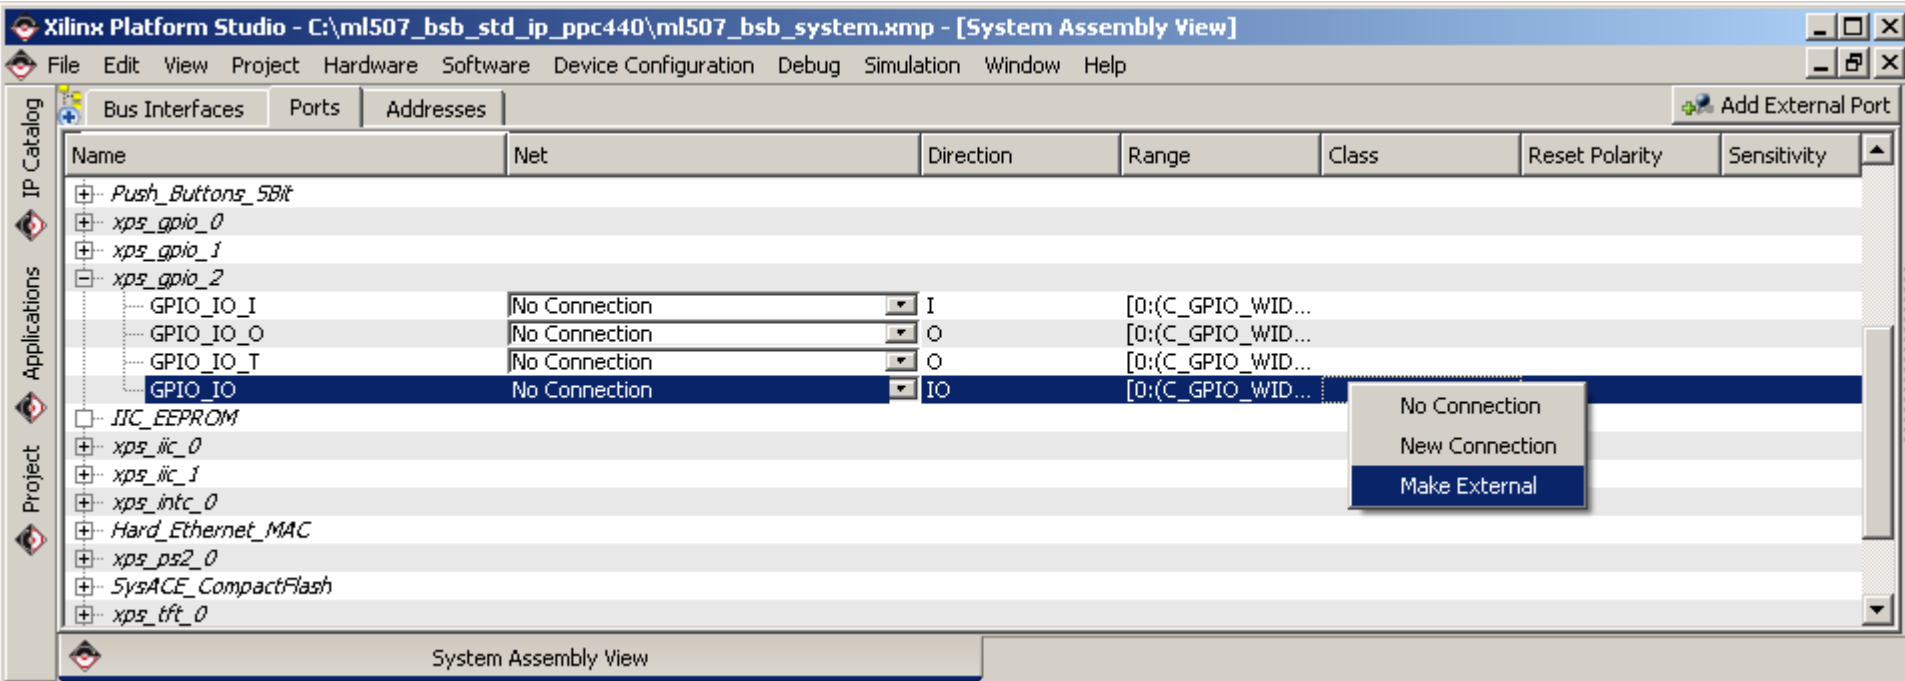 Xilinx Platform Studio - C:\ml507_bsb_std_ip_ppc440\ml507_bsb_system.xmp - [System Assembly View]
File Edit View Project Hardware Software Device Configuration Debug Simulation Window Help
Bus Interfaces Ports Addresses Add External Port
IP Catalog
Applications
Project
Name Net Direction Range Class Reset Polarity Sensitivity
Push_Buttons_5Bit
xps_gpio_0
xps_gpio_1
xps_gpio_2
GPIO_IO_I No Connection I [0:(C_GPIO_WID...
GPIO_IO_O No Connection O [0:(C_GPIO_WID...
GPIO_IO_T No Connection O [0:(C_GPIO_WID...
GPIO_IO No Connection IO [0:(C_GPIO_WID...
No Connection
New Connection
Make External
IIC_EEPROM
xps_iic_0
xps_iic_1
xps_intc_0
Hard_Ethernet_MAC
xps_ps2_0
SysACE_CompactFlash
xps_tft_0
System Assembly View